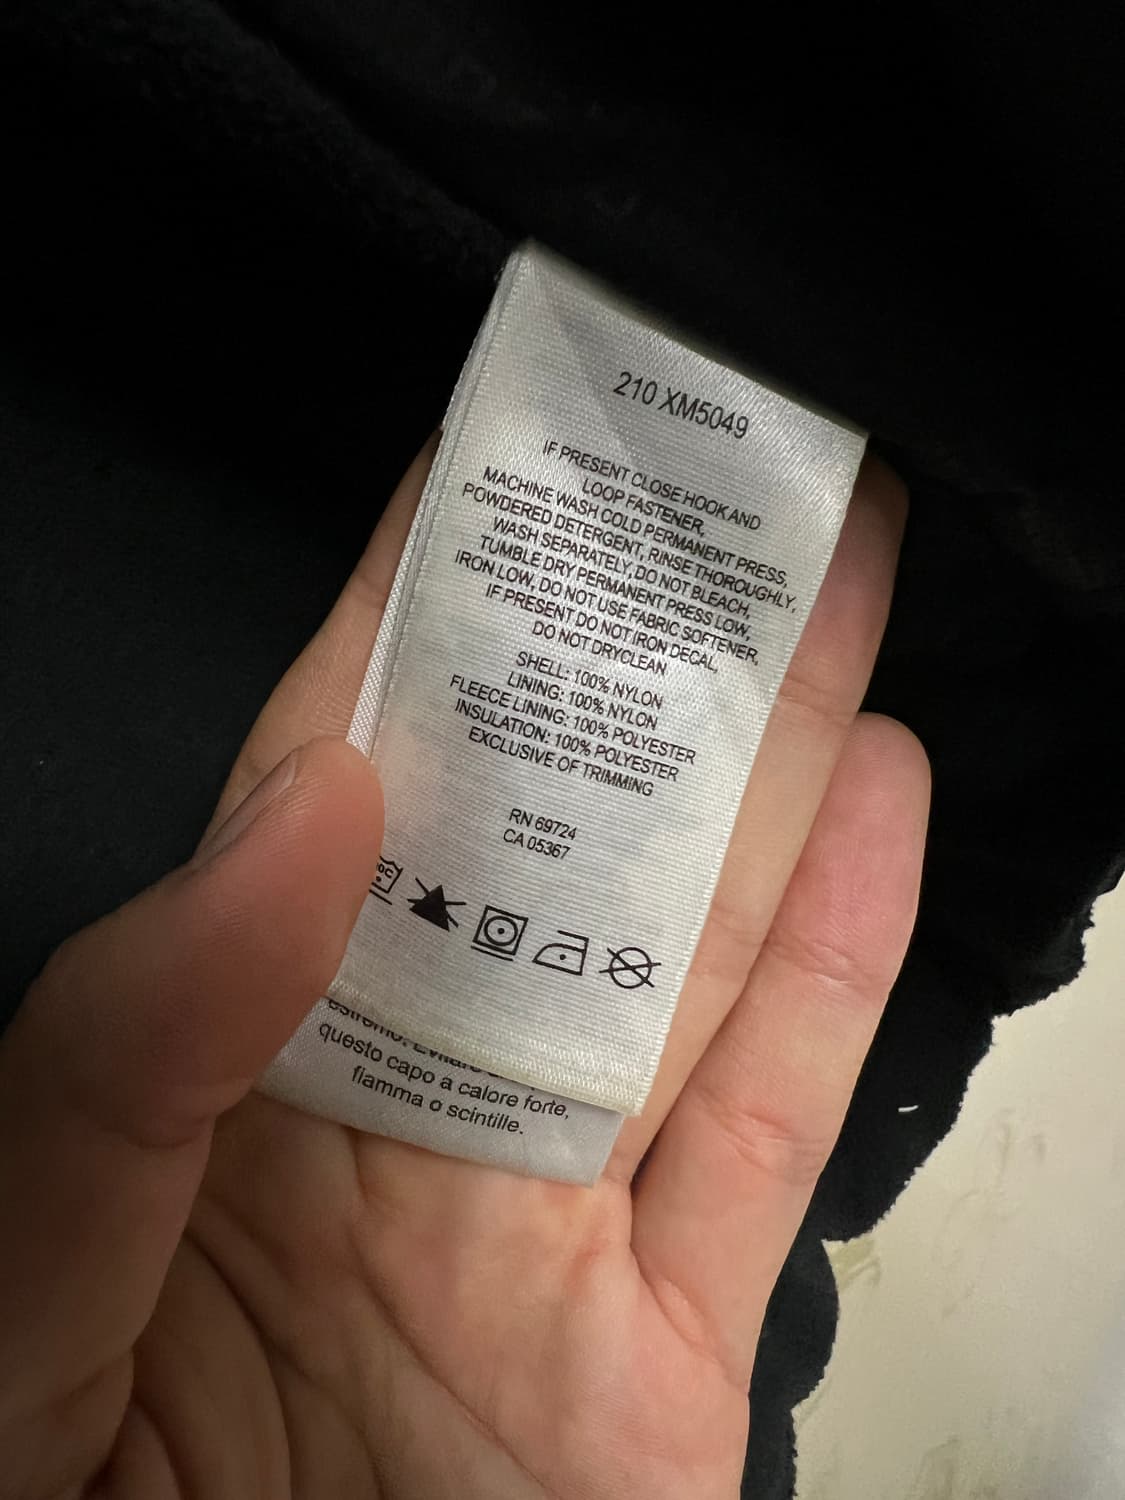 210 XM5049
IF PRESENT CLOSE HOOK AND
LOOP FASTENER,
MACHINE WASH COLD PERMANENT PRESS,
POWDERED DETERGENT, RINSE THOROUGHLY,
WASH SEPARATELY, DO NOT BLEACH,
TUMBLE DRY PERMANENT PRESS LOW,
IRON LOW, DO NOT USE FABRIC SOFTENER,
IF PRESENT DO NOT IRON DECAL,
DO NOT DRYCLEAN
SHELL: 100% NYLON
LINING: 100% NYLON
FLEECE LINING: 100% POLYESTER
INSULATION: 100% POLYESTER
EXCLUSIVE OF TRIMMING
RN 69724
CA 05367
estremo. Evitare
questo capo a calore forte,
fiamma o scintille.